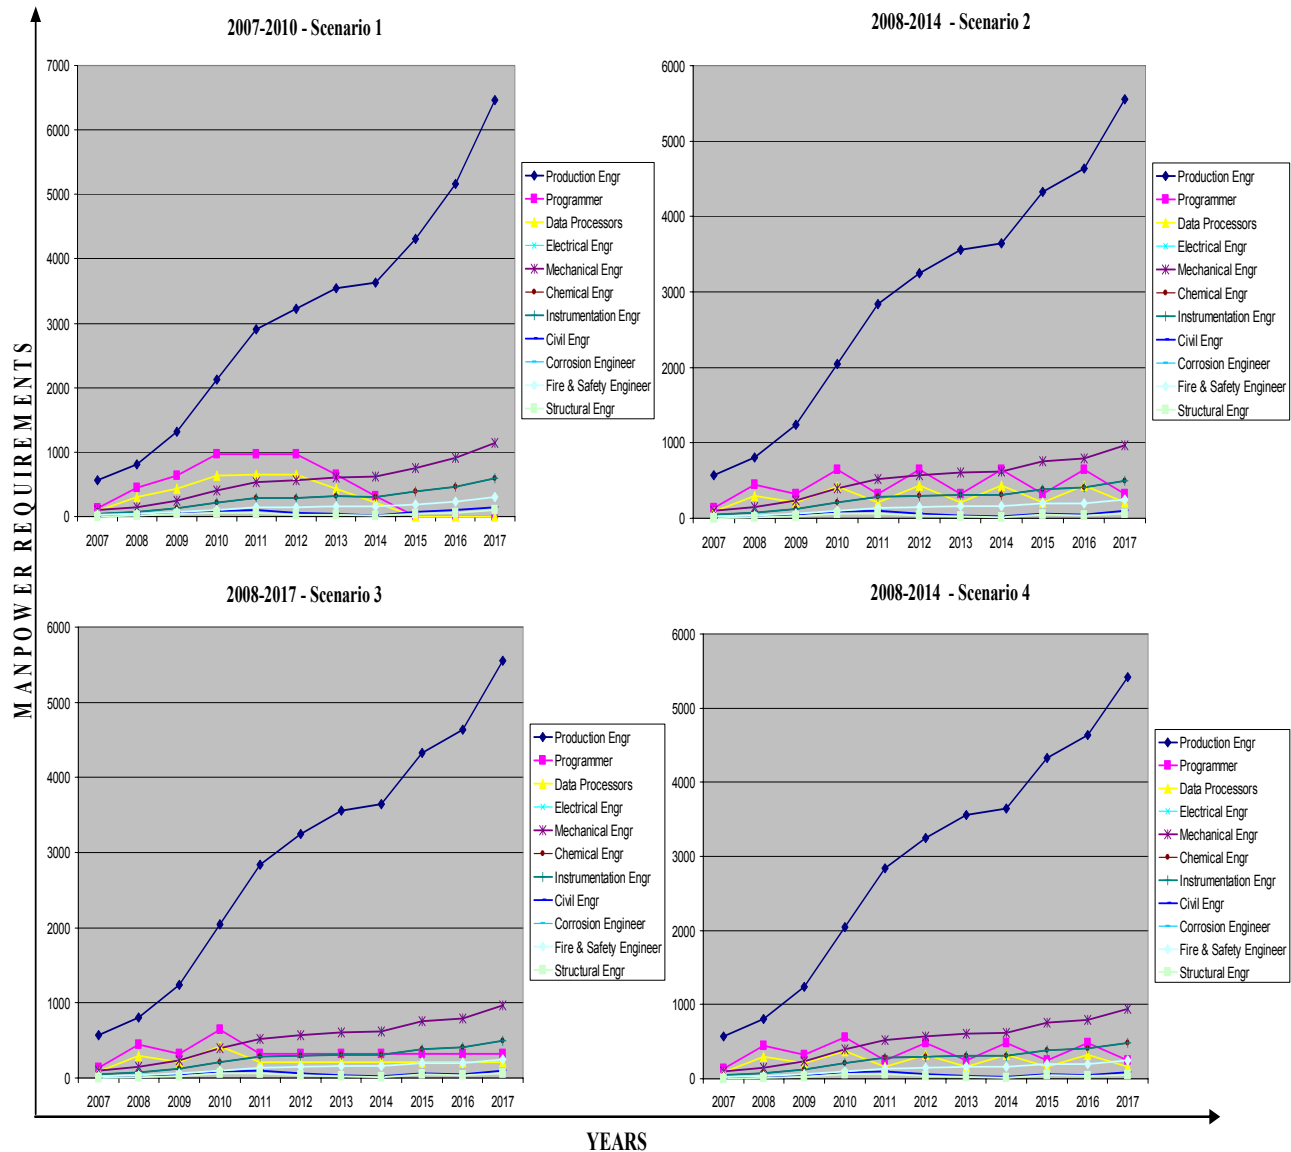 MANPOWER REQUIREMENTS
2007-2010 - Scenario 1
7000
6000
5000
4000
3000
2000
1000
0
2007 2008 2009 2010 2011 2012 2013 2014 2015 2016 2017
Production Engr
Programmer
Data Processors
Electrical Engr
Mechanical Engr
Chemical Engr
Instrumentation Engr
Civil Engr
Corrosion Engineer
Fire & Safety Engineer
Structural Engr
2008-2014 - Scenario 2
6000
5000
4000
3000
2000
1000
0
2007 2008 2009 2010 2011 2012 2013 2014 2015 2016 2017
Production Engr
Programmer
Data Processors
Electrical Engr
Mechanical Engr
Chemical Engr
Instrumentation Engr
Civil Engr
Corrosion Engineer
Fire & Safety Engineer
Structural Engr
2008-2017 - Scenario 3
6000
5000
4000
3000
2000
1000
0
2007 2008 2009 2010 2011 2012 2013 2014 2015 2016 2017
Production Engr
Programmer
Data Processors
Electrical Engr
Mechanical Engr
Chemical Engr
Instrumentation Engr
Civil Engr
Corrosion Engineer
Fire & Safety Engineer
Structural Engr
2008-2014 - Scenario 4
6000
5000
4000
3000
2000
1000
0
2007 2008 2009 2010 2011 2012 2013 2014 2015 2016 2017
Production Engr
Programmer
Data Processors
Electrical Engr
Mechanical Engr
Chemical Engr
Instrumentation Engr
Civil Engr
Corrosion Engineer
Fire & Safety Engineer
Structural Engr
YEARS